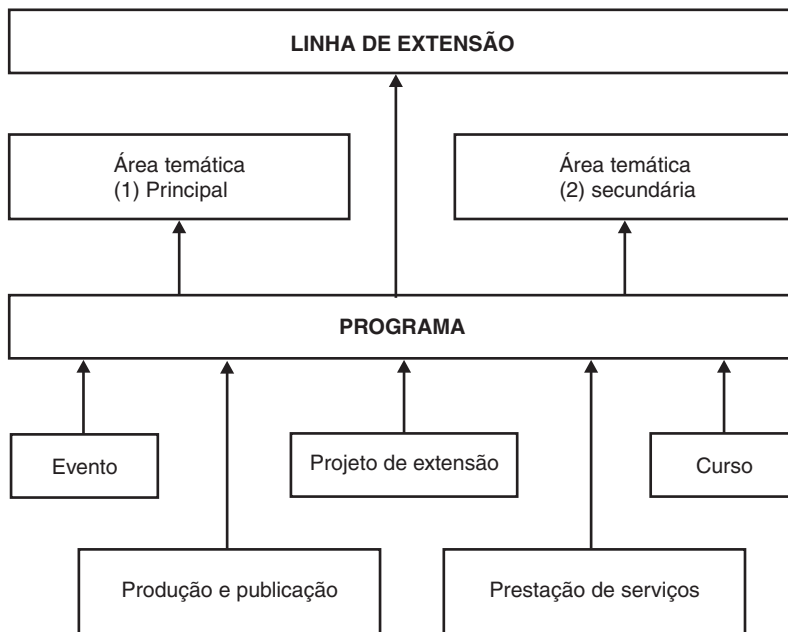 LINHA DE EXTENSÃO
Área temática
(1) Principal
Área temática
(2) secundária
PROGRAMA
Evento
Projeto de extensão
Curso
Produção e publicação
Prestação de serviços